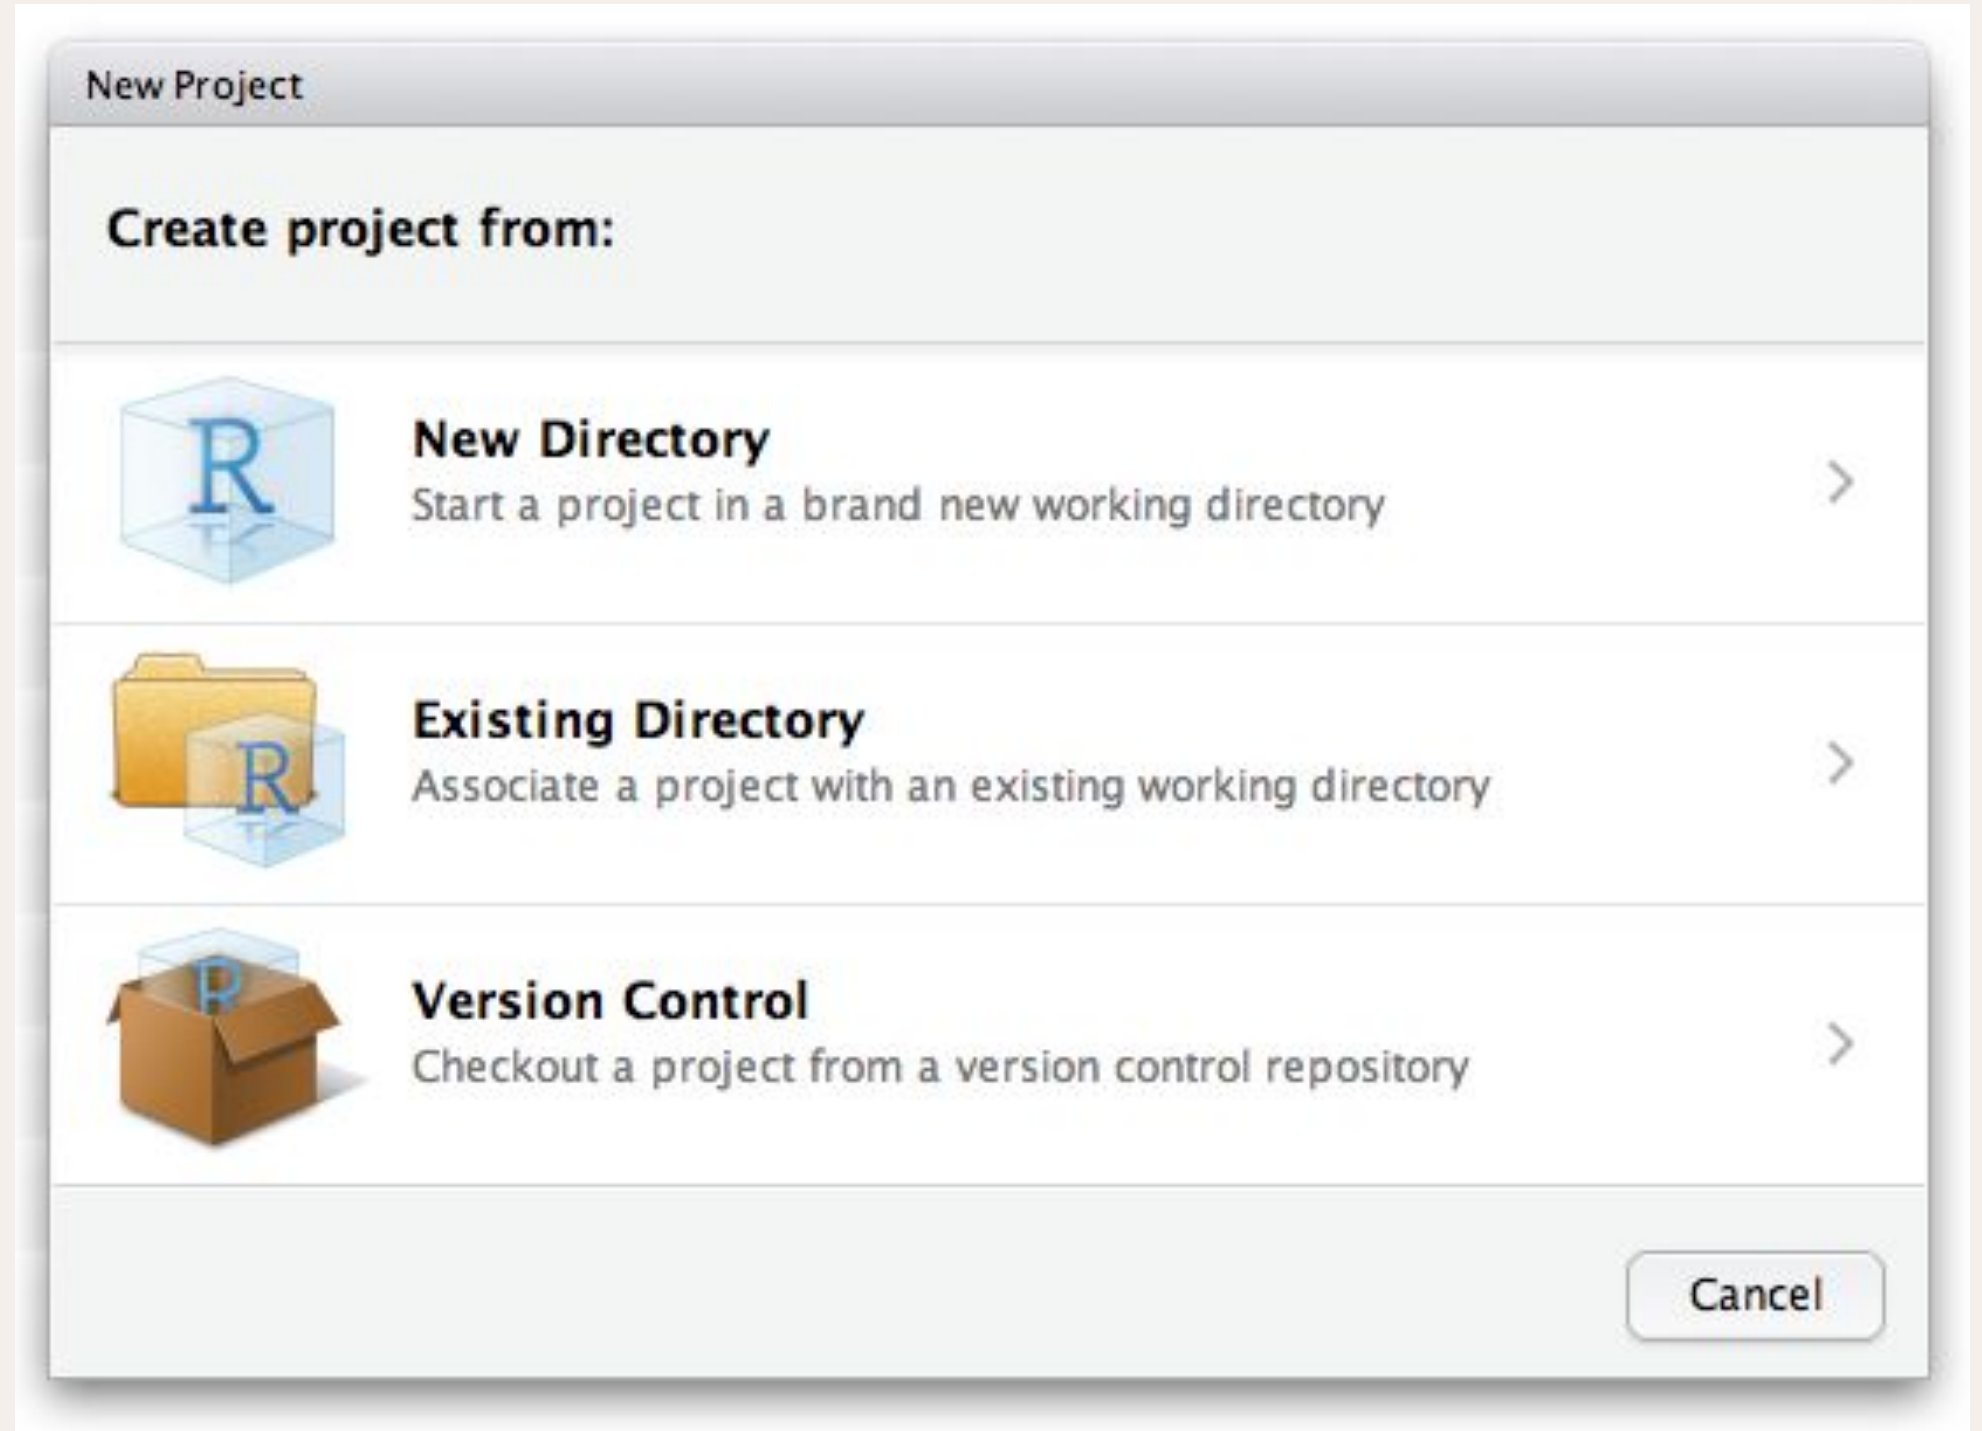 New Project
Create project from:
R
New Directory
Start a project in a brand new working directory
R
Existing Directory
Associate a project with an existing working directory
R
Version Control
Checkout a project from a version control repository
Cancel